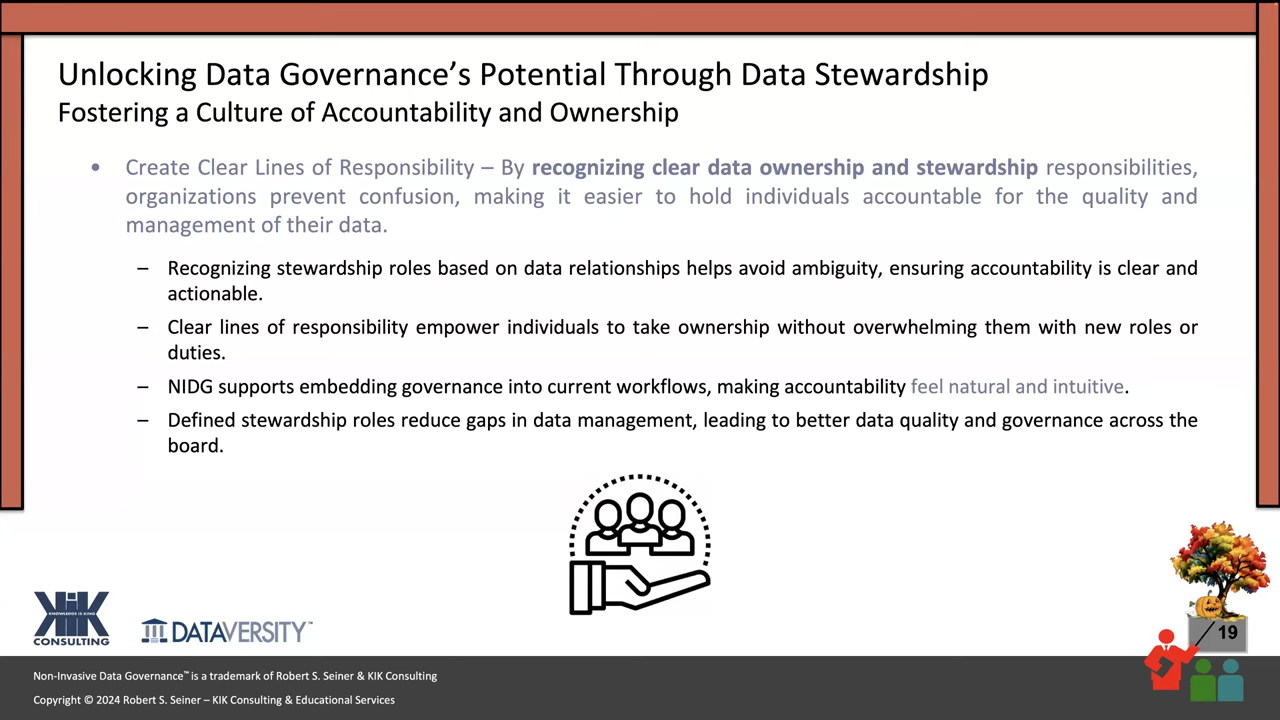 Unlocking Data Governance’s Potential Through Data Stewardship
Fostering a Culture of Accountability and Ownership
• Create Clear Lines of Responsibility – By recognizing clear data ownership and stewardship responsibilities,
organizations prevent confusion, making it easier to hold individuals accountable for the quality and
management of their data.
– Recognizing stewardship roles based on data relationships helps avoid ambiguity, ensuring accountability is clear and
actionable.
– Clear lines of responsibility empower individuals to take ownership without overwhelming them with new roles or
duties.
– NIDG supports embedding governance into current workflows, making accountability feel natural and intuitive.
– Defined stewardship roles reduce gaps in data management, leading to better data quality and governance across the
board.
KIK
KNOWLEDGE IS KING
CONSULTING
DATAVERSITY™
19
Non-Invasive Data Governance™ is a trademark of Robert S. Seiner & KIK Consulting
Copyright © 2024 Robert S. Seiner – KIK Consulting & Educational Services